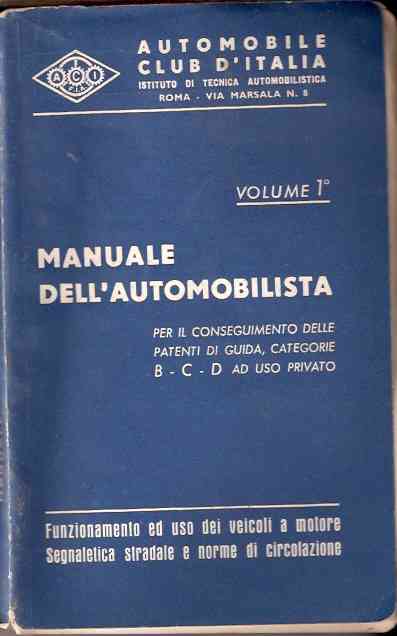 A C I
F.I.A.
AUTOMOBILE
CLUB D'ITALIA
ISTITUTO DI TECNICA AUTOMOBILISTICA
ROMA - VIA MARSALA N. 8
VOLUME 1°
MANUALE
DELL'AUTOMOBILISTA
PER IL CONSEGUIMENTO DELLE
PATENTI DI GUIDA, CATEGORIE
B - C - D AD USO PRIVATO
Funzionamento ed uso dei veicoli a motore
Segnaletica stradale e norme di circolazione